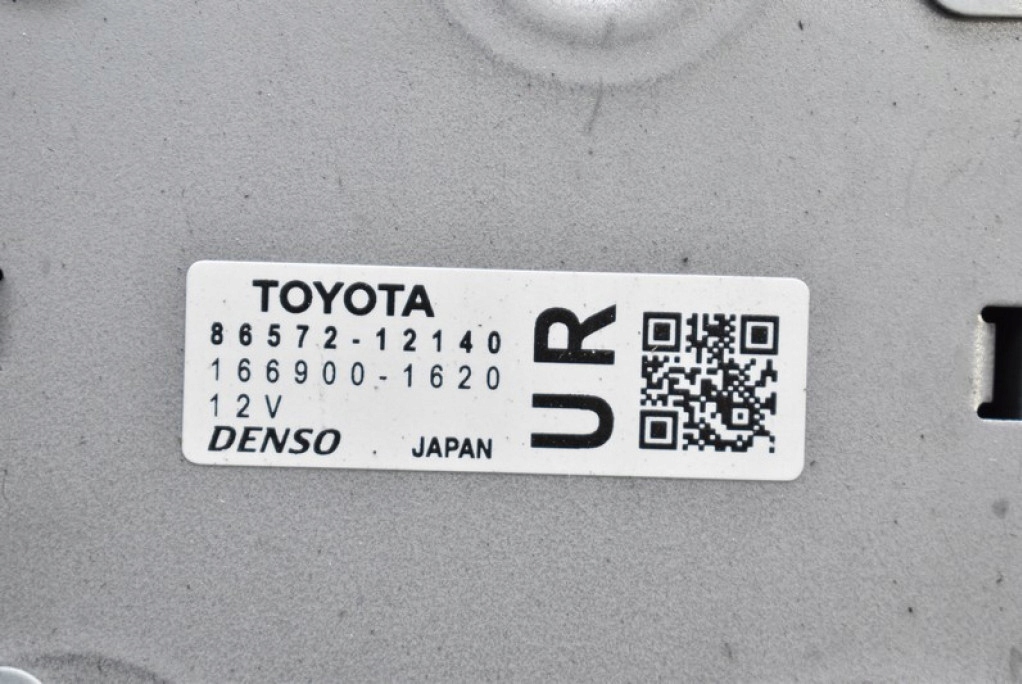 TOYOTA
86572-12140
166900-1620
12V
DENSO JAPAN
UR